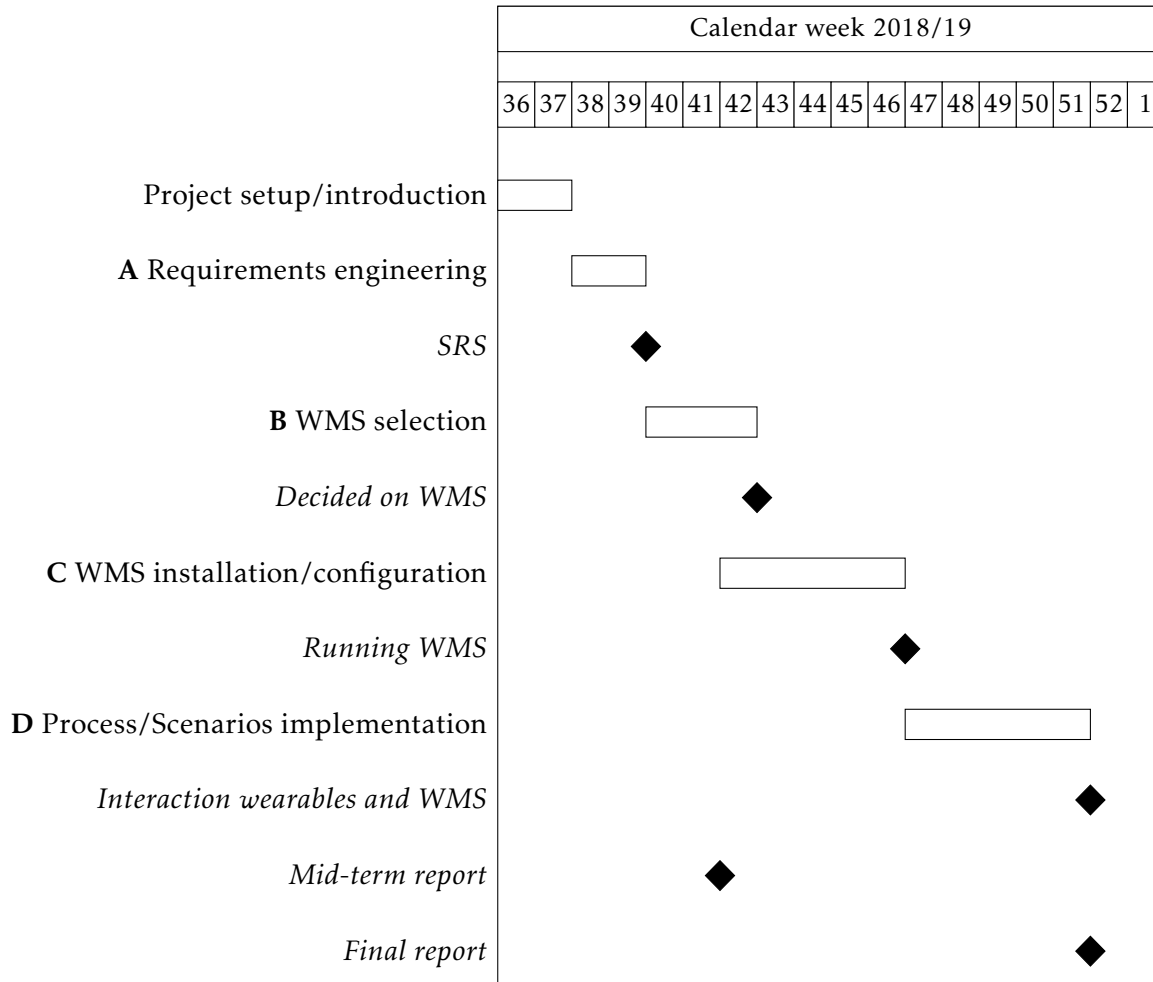 Calendar week 2018/19
36 37 38 39 40 41 42 43 44 45 46 47 48 49 50 51 52 1
Project setup/introduction
A Requirements engineering
SRS
B WMS selection
Decided on WMS
C WMS installation/configuration
Running WMS
D Process/Scenarios implementation
Interaction wearables and WMS
Mid-term report
Final report